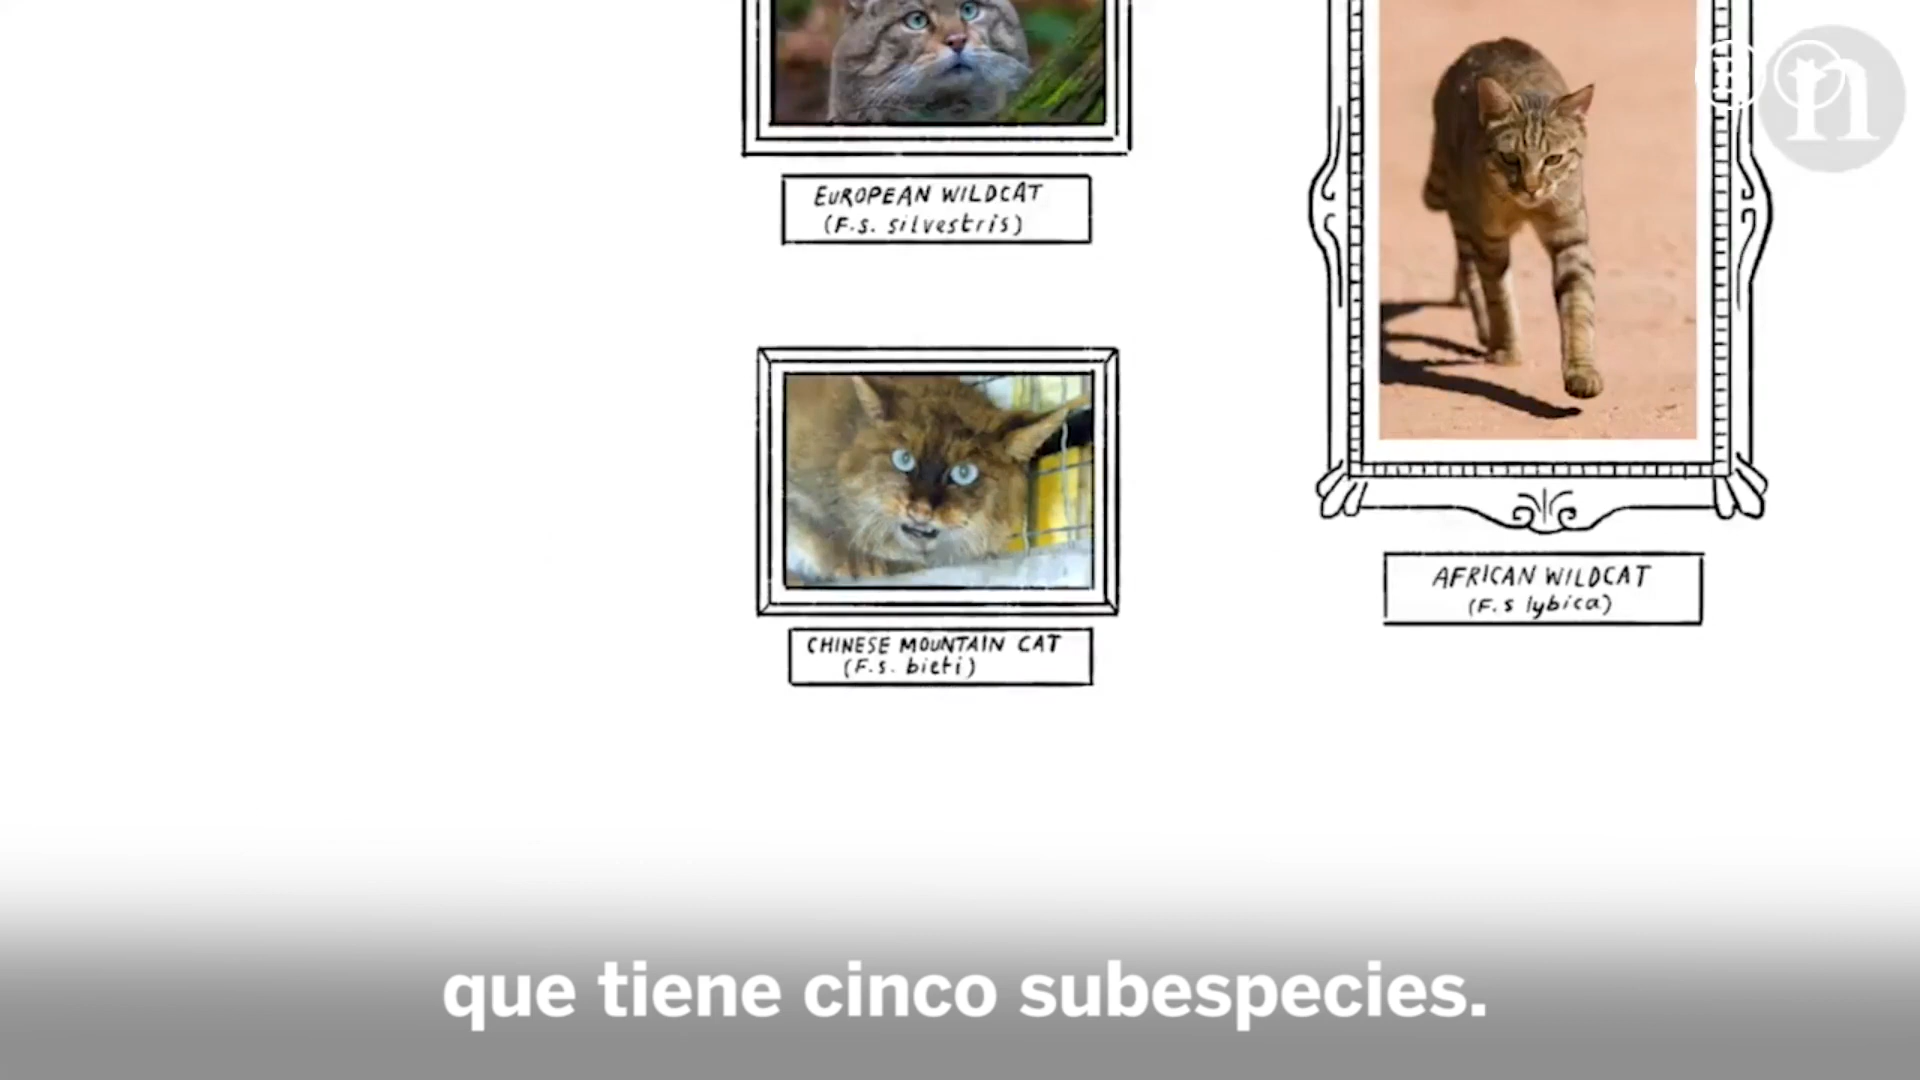 EUROPEAN WILDCAT
(F.s. silvestris)
CHINESE MOUNTAIN CAT
(F.s. bieti)
AFRICAN WILDCAT
(F.s lybica)
n
que tiene cinco subespecies.